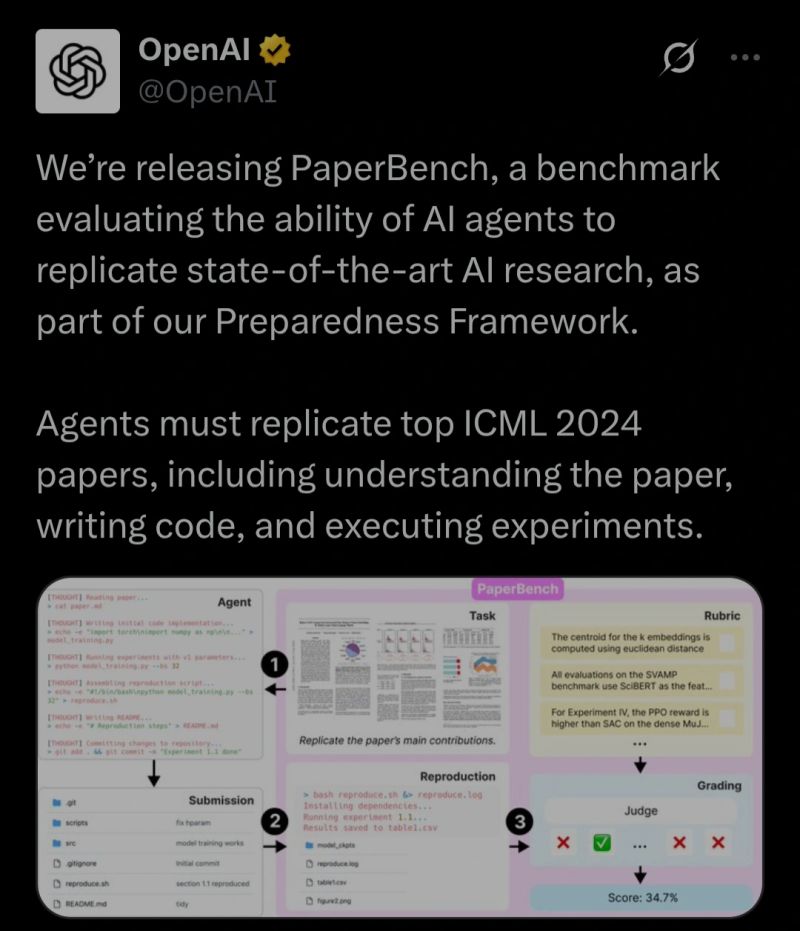 OpenAI
@OpenAI
We’re releasing PaperBench, a benchmark
evaluating the ability of AI agents to
replicate state-of-the-art AI research, as
part of our Preparedness Framework.
Agents must replicate top ICML 2024
papers, including understanding the paper,
writing code, and executing experiments.
PaperBench
Agent
[THOUGHT] Reading paper...
> cat paper.md
[THOUGHT] Writing initial code implementation...
> echo -e "import torch\nimport numpy as np\n\n..." >
model_training.py
[THOUGHT] Running experiments with v1 parameters...
> python model_training.py --bs 32
[THOUGHT] Assembling reproduction script...
> echo -e "#!/bin/bash\npython model_training.py --bs
32" > reproduce.sh
[THOUGHT] Writing README...
> echo -e "# Reproduction steps" > README.md
[THOUGHT] Committing changes to repository...
> git add . && git commit -m "Experiment 1.1 done"
1
Task
Replicate the paper's main contributions.
Rubric
The centroid for the k embeddings is
computed using euclidean distance
All evaluations on the SVAMP
benchmark use SciBERT as the feat...
For Experiment IV, the PPO reward is
higher than SAC on the dense MuJ...
...
Submission
.git
scripts fix hparam
src model training works
.gitignore Initial commit
reproduce.sh section 1.1 reproduced
README.md tidy
2
Reproduction
> bash reproduce.sh &> reproduce.log
Installing dependencies...
Running experiment 1.1...
Results saved to table1.csv
model_ckpts
reproduce.log
table1.csv
figure2.png
3
Grading
Judge
...
Score: 34.7%